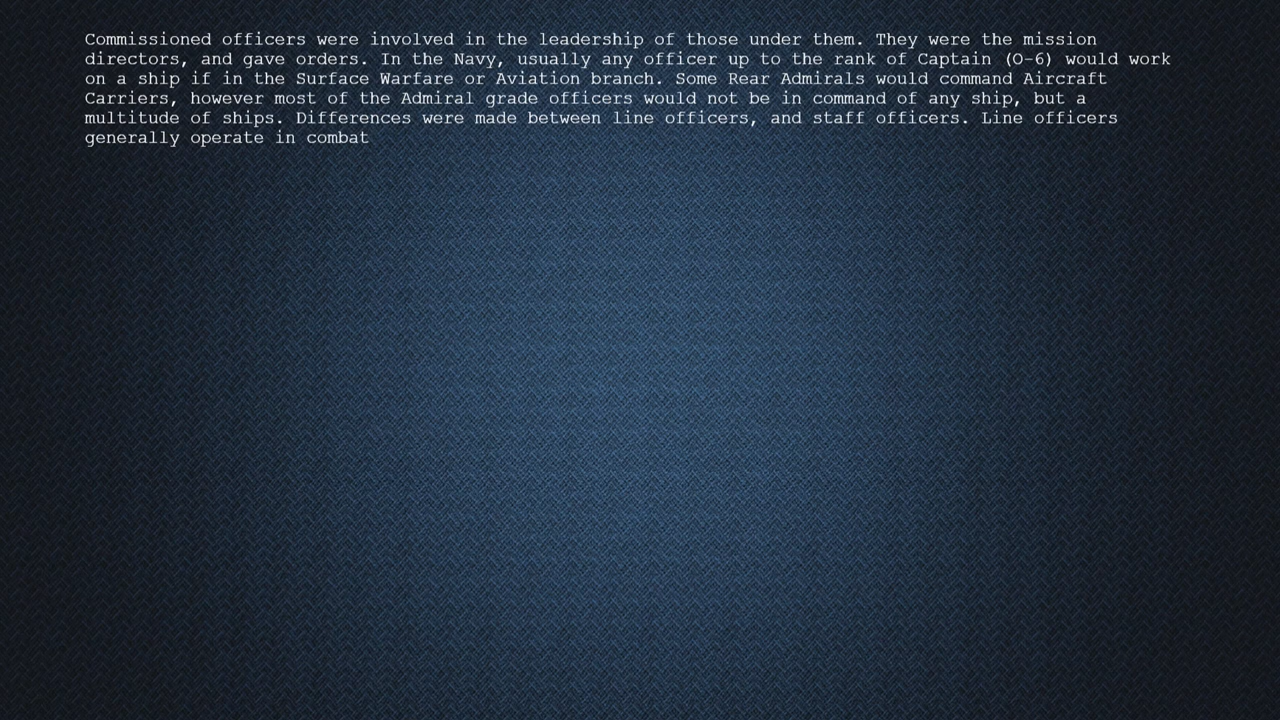 Commissioned officers were involved in the leadership of those under them. They were the mission
directors, and gave orders. In the Navy, usually any officer up to the rank of Captain (O-6) would work
on a ship if in the Surface Warfare or Aviation branch. Some Rear Admirals would command Aircraft
Carriers, however most of the Admiral grade officers would not be in command of any ship, but a
multitude of ships. Differences were made between line officers, and staff officers. Line officers
generally operate in combat